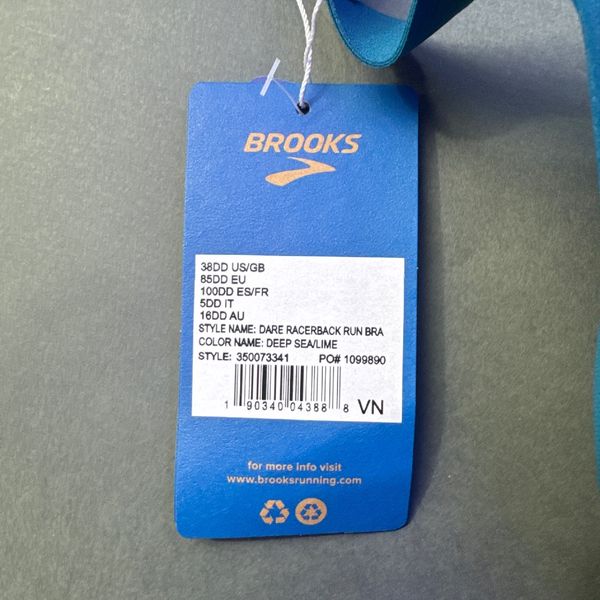 BROOKS
38DD US/GB
85DD EU
100DD ES/FR
5DD IT
16DD AU
STYLE NAME: DARE RACERBACK RUN BRA
COLOR NAME: DEEP SEA/LIME
STYLE: 350073341 PO# 1099890
1 90340 04388 8 VN
for more info visit
www.brooksrunning.com